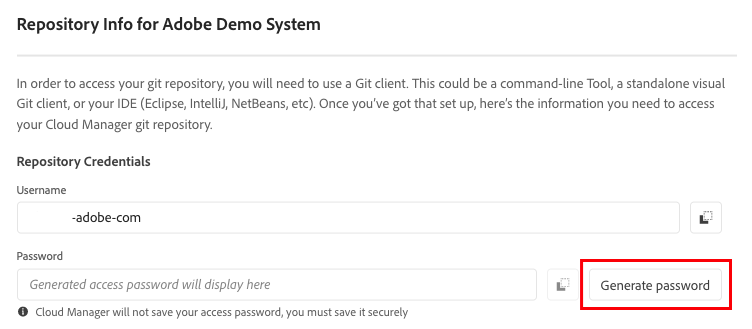 Repository Info for Adobe Demo System
In order to access your git repository, you will need to use a Git client. This could be a command-line Tool, a standalone visual
Git client, or your IDE (Eclipse, IntelliJ, NetBeans, etc). Once you've got that set up, here's the information you need to access
your Cloud Manager git repository.
Repository Credentials
Username
-adobe-com
Password
Generated access password will display here
Generate password
Cloud Manager will not save your access password, you must save it securely